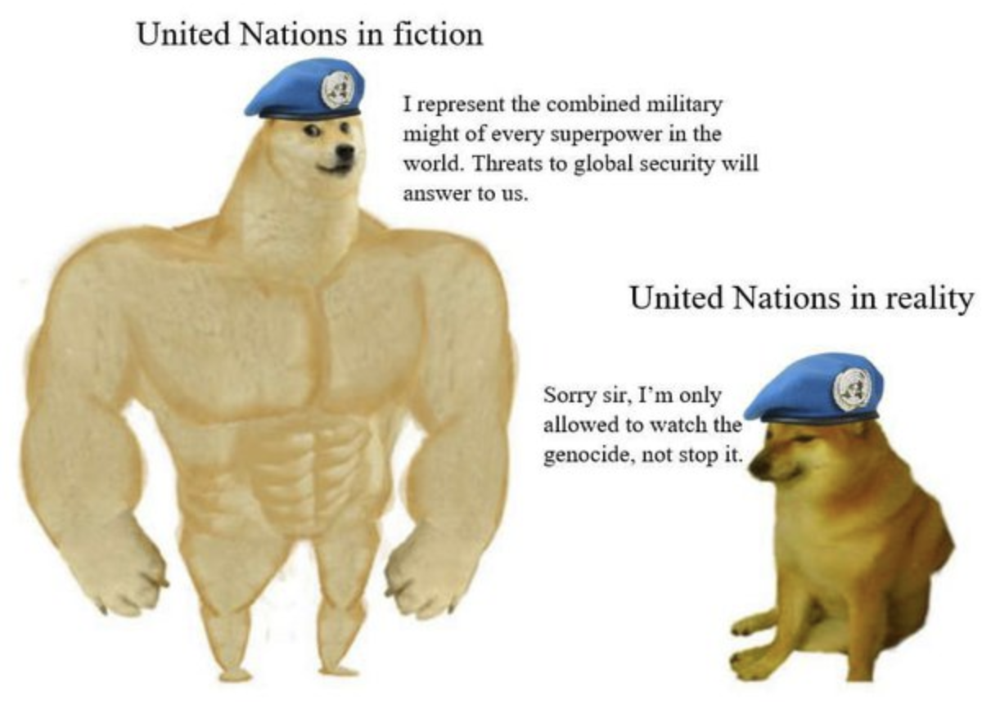 United Nations in fiction
I represent the combined military
might of every superpower in the
world. Threats to global security will
answer to us.
United Nations in reality
Sorry sir, I’m only
allowed to watch the
genocide, not stop it.